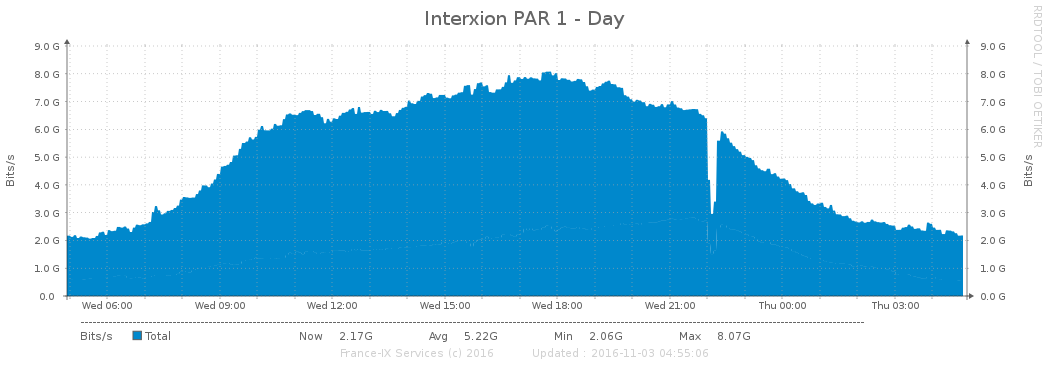 Interxion PAR 1 - Day
RRDTOOL / TOBI OETIKER
Bits/s
Bits/s
9.0 G 9.0 G
8.0 G 8.0 G
7.0 G 7.0 G
6.0 G 6.0 G
5.0 G 5.0 G
4.0 G 4.0 G
3.0 G 3.0 G
2.0 G 2.0 G
1.0 G 1.0 G
0.0 0.0 G
Wed 06:00 Wed 09:00 Wed 12:00 Wed 15:00 Wed 18:00 Wed 21:00 Thu 00:00 Thu 03:00
Bits/s Total Now 2.17G Avg 5.22G Min 2.06G Max 8.07G
France-IX Services (c) 2016 Updated : 2016-11-03 04:55:06